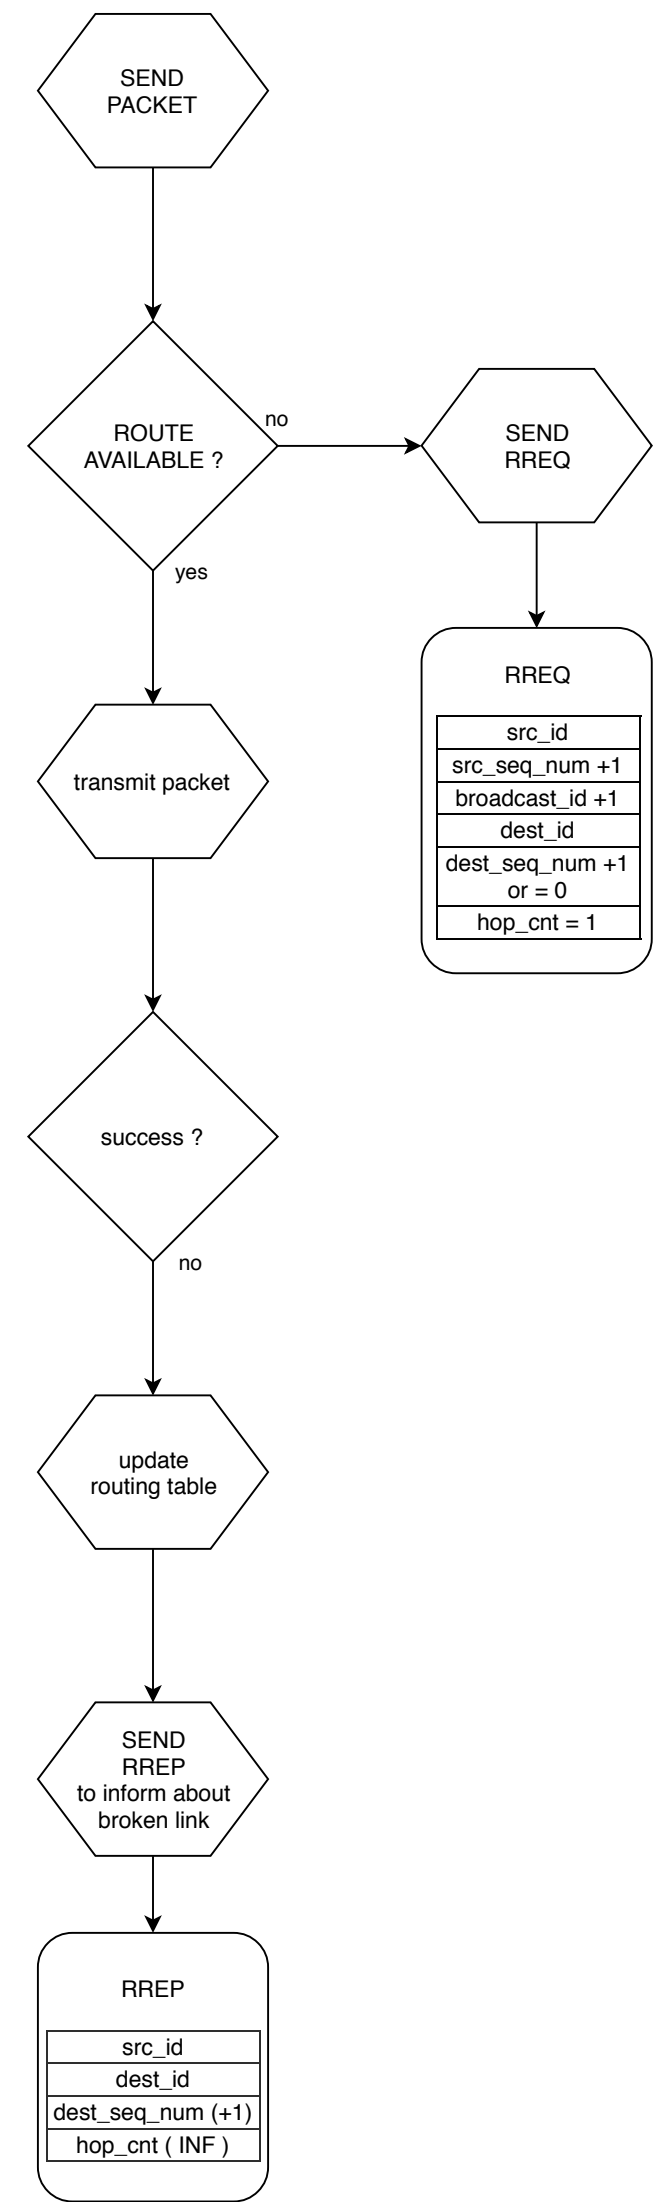 SEND
PACKET
ROUTE
AVAILABLE ?
no
SEND
RREQ
yes
RREQ
src_id
src_seq_num +1
broadcast_id +1
dest_id
dest_seq_num +1
or = 0
hop_cnt = 1
transmit packet
success ?
no
update
routing table
SEND
RREP
to inform about
broken link
RREP
src_id
dest_id
dest_seq_num (+1)
hop_cnt ( INF )